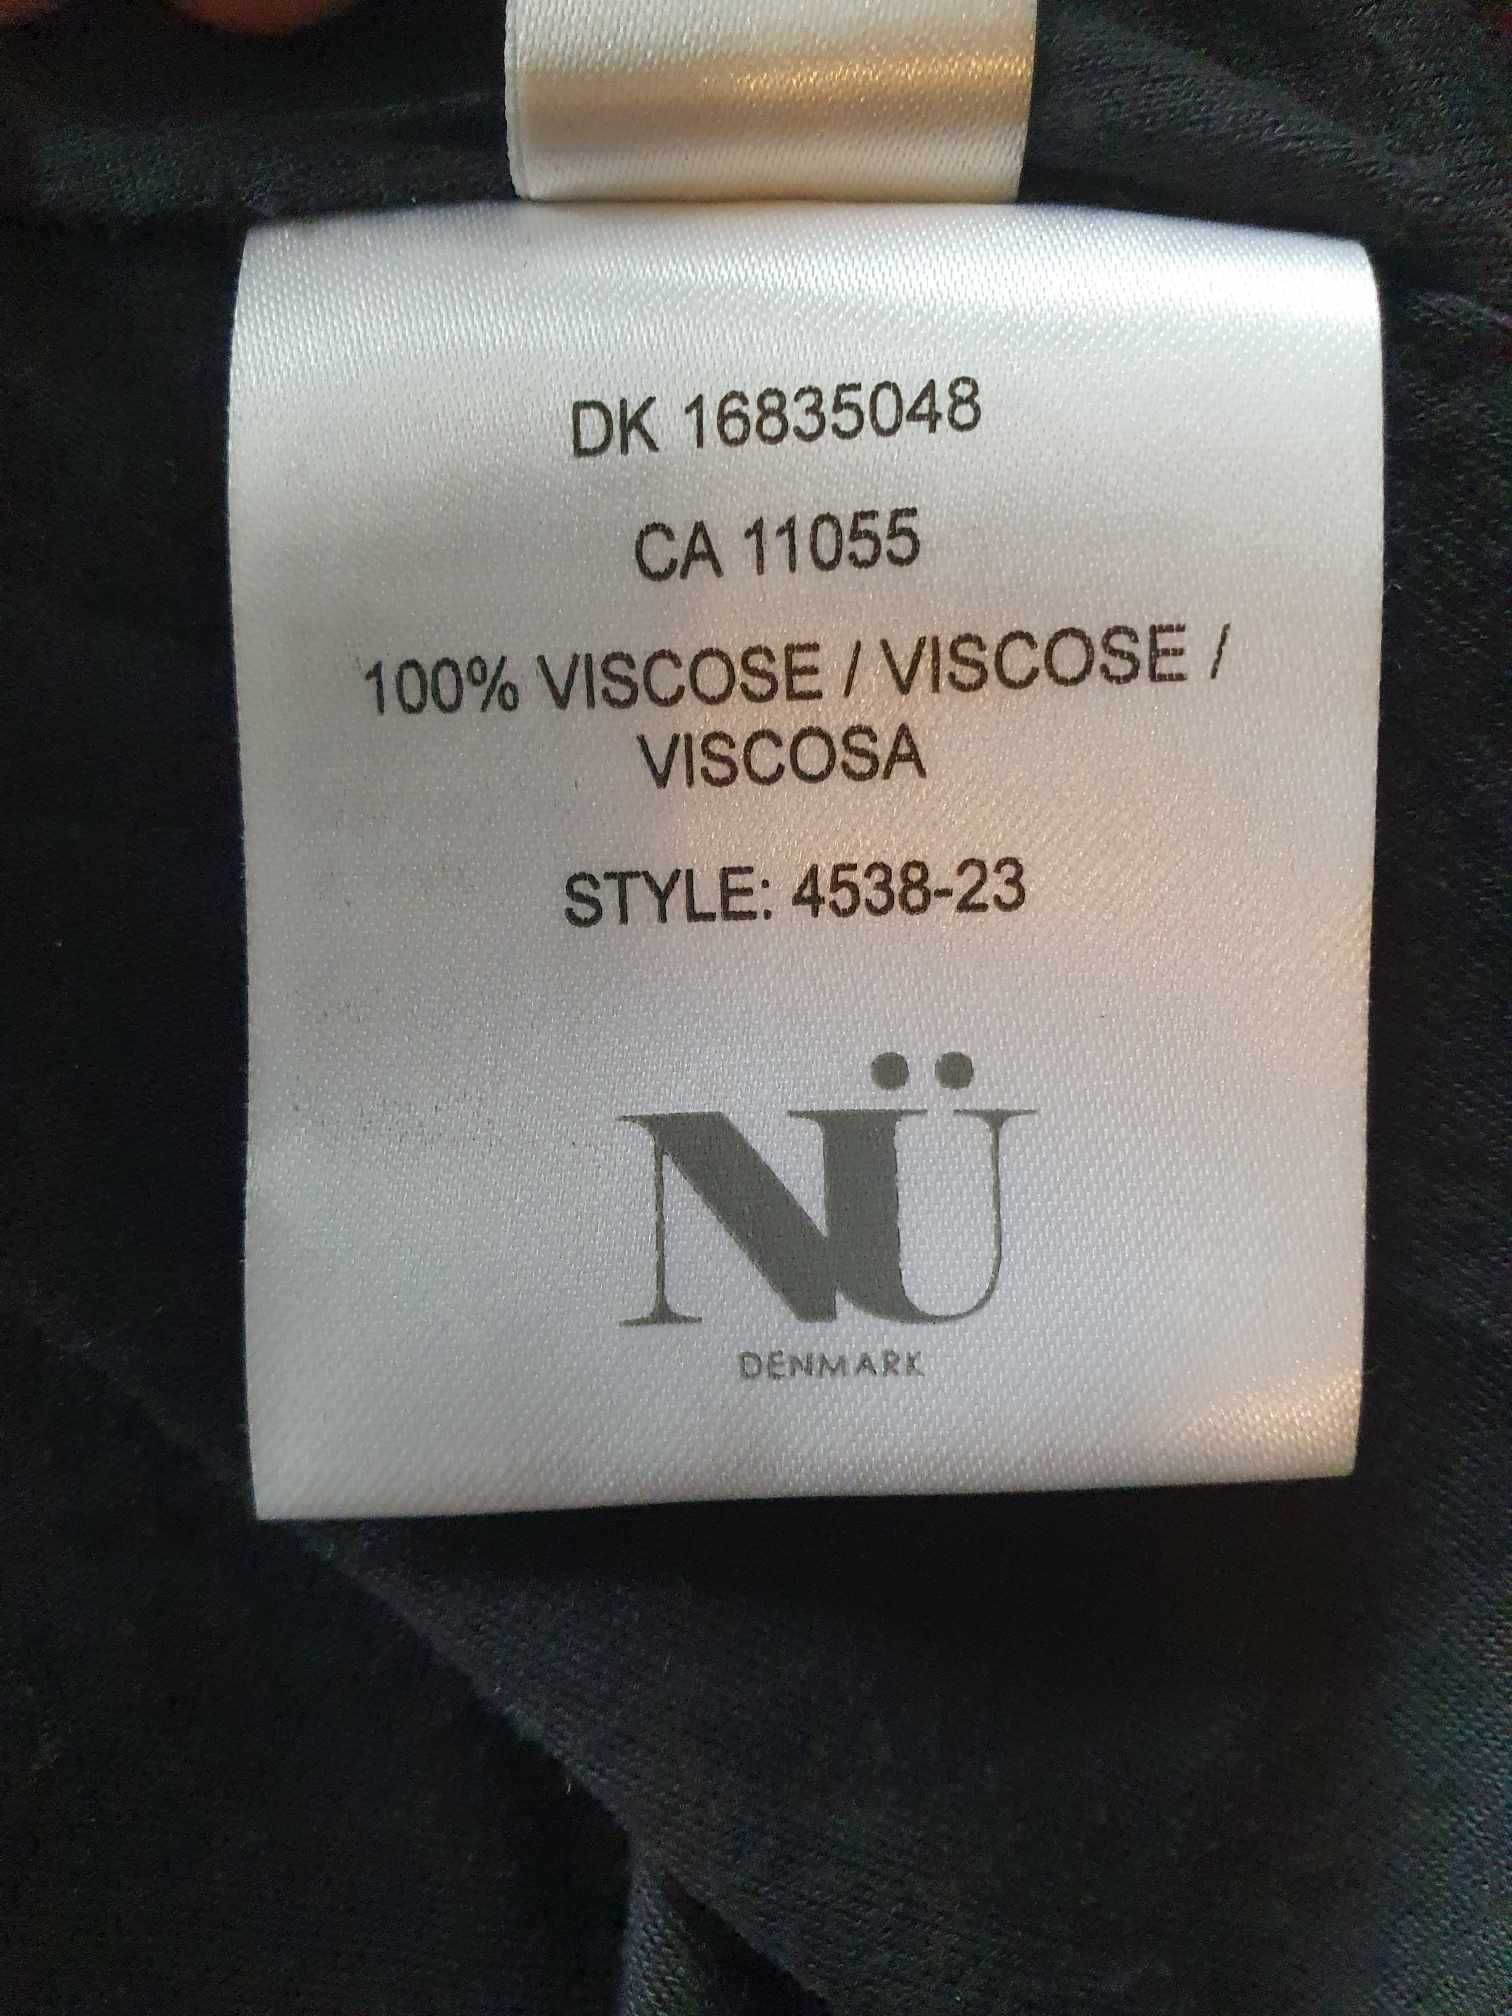 DK 16835048
CA 11055
100% VISCOSE / VISCOSE /
VISCOSA
STYLE: 4538-23
NÜ
DENMARK